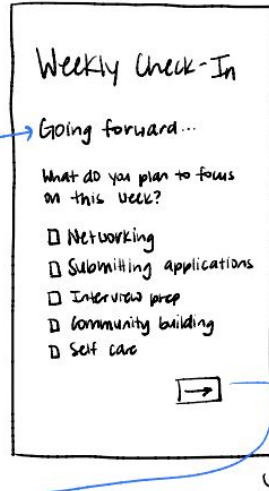 Weekly Check-In
Going forward...
What do you plan to focus
on this week?
Networking
Submitting applications
Interview prep
Community building
Self care